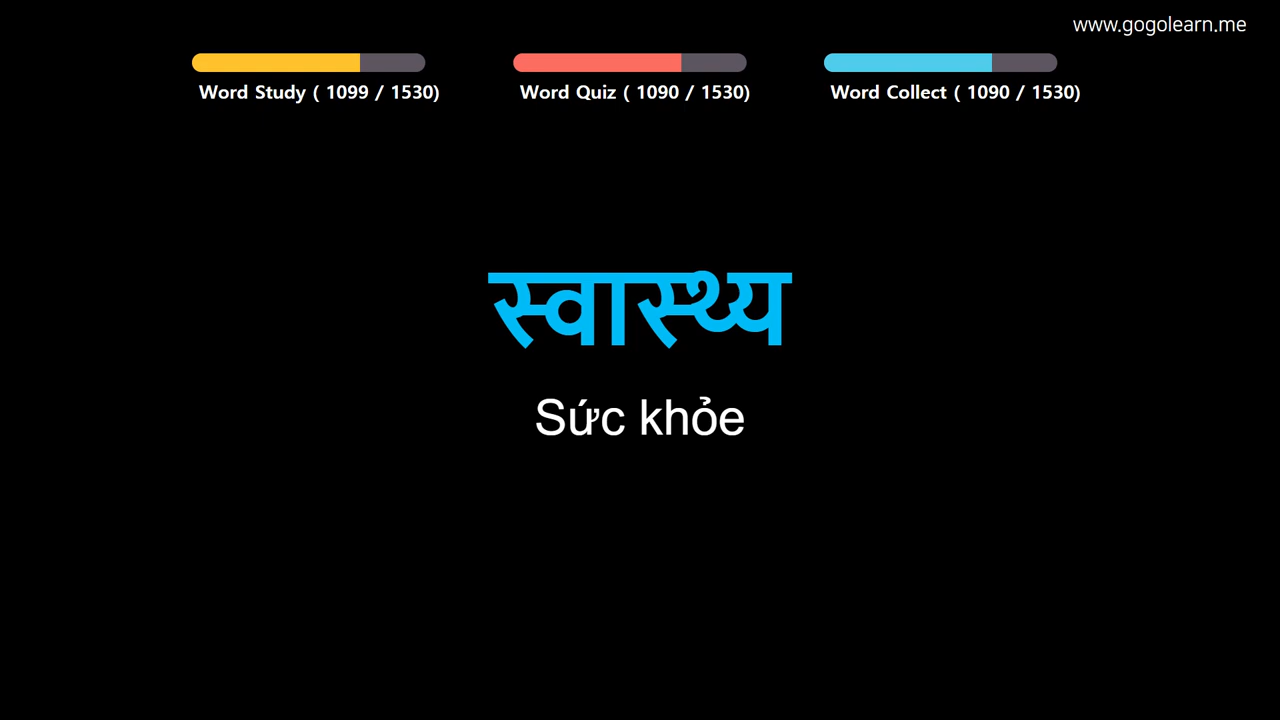 www.gogolearn.me
Word Study ( 1099 / 1530)
Word Quiz ( 1090 / 1530)
Word Collect ( 1090 / 1530)
स्वास्थ्य
Sức khỏe